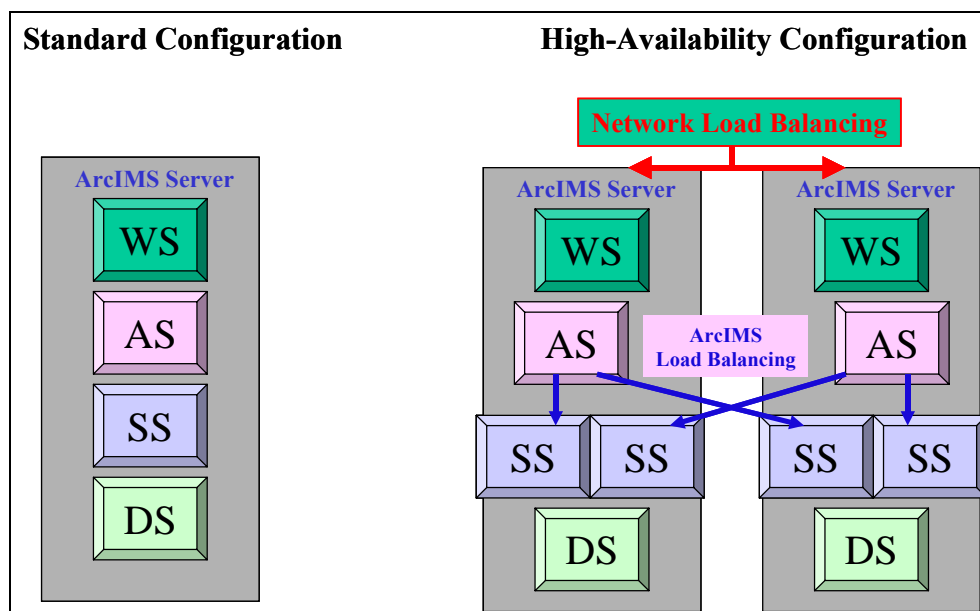 Standard Configuration
High-Availability Configuration
Network Load Balancing
ArcIMS Server
WS
AS
SS
DS
ArcIMS Server
ArcIMS Server
WS
WS
AS
ArcIMS
Load Balancing
AS
SS
SS
SS
SS
DS
DS